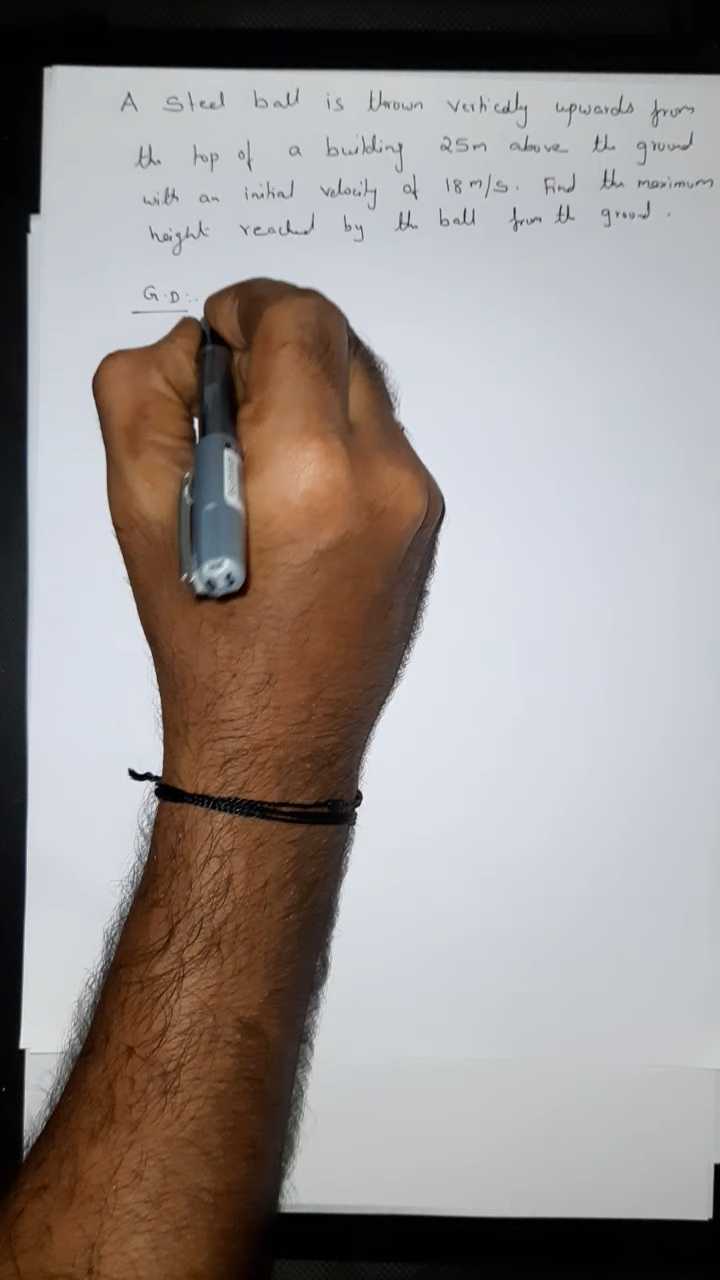 A steel ball is thrown vertically upwards from
the top of a building 25m above the ground
with an initial velocity of 18m/s. Find the maximum
height reached by the ball from the ground.
G.D:.